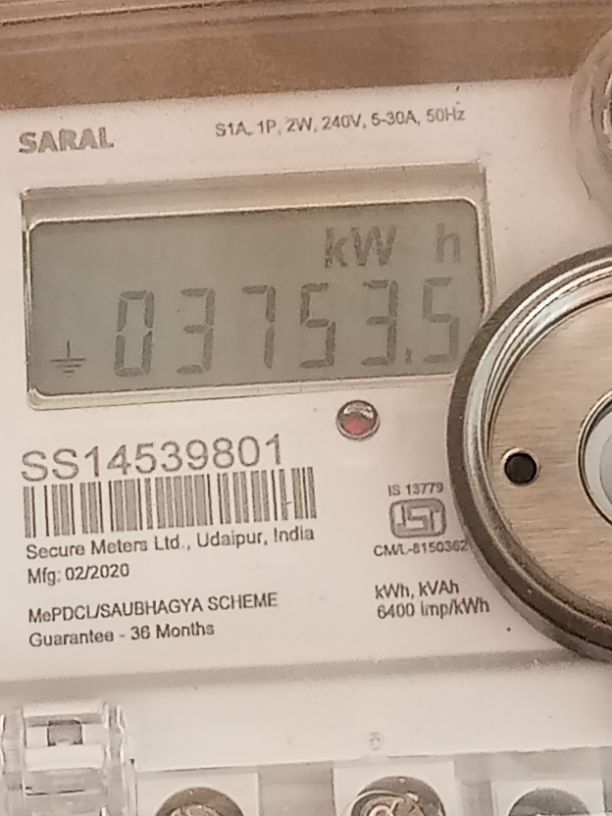 SARAL
S1A, 1P, 2W, 240V, 5-30A, 50Hz
kW h
03753.5
SS14539801
Secure Meters Ltd., Udaipur, India
Mfg: 02/2020
MePDCL/SAUBHAGYA SCHEME
Guarantee - 36 Months
IS 13779
ISI
CM/L-8150362
kWh, kVAh
6400 imp/kWh